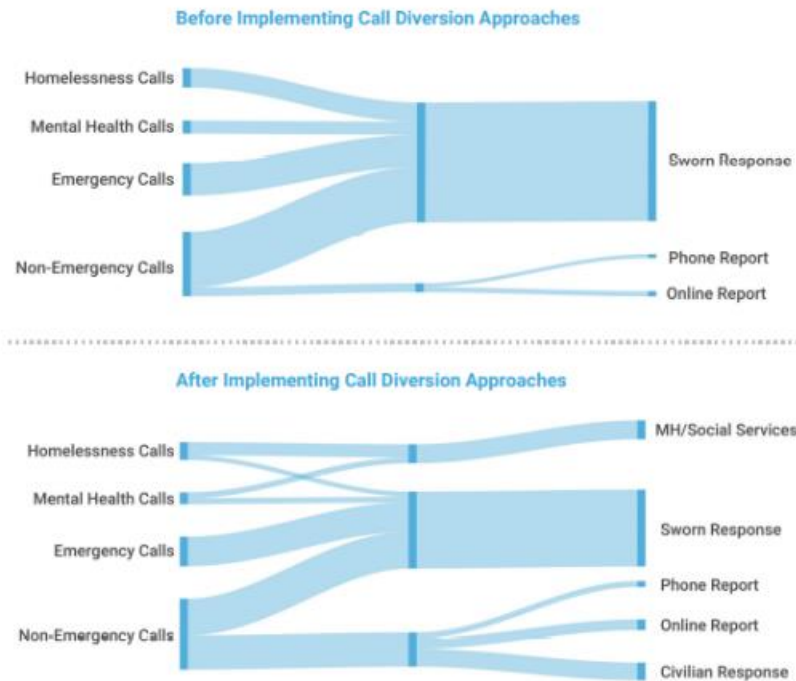 Before Implementing Call Diversion Approaches
Homelessness Calls
Mental Health Calls
Emergency Calls
Non-Emergency Calls
Sworn Response
Phone Report
Online Report
After Implementing Call Diversion Approaches
Homelessness Calls
Mental Health Calls
Emergency Calls
Non-Emergency Calls
MH/Social Services
Sworn Response
Phone Report
Online Report
Civilian Response